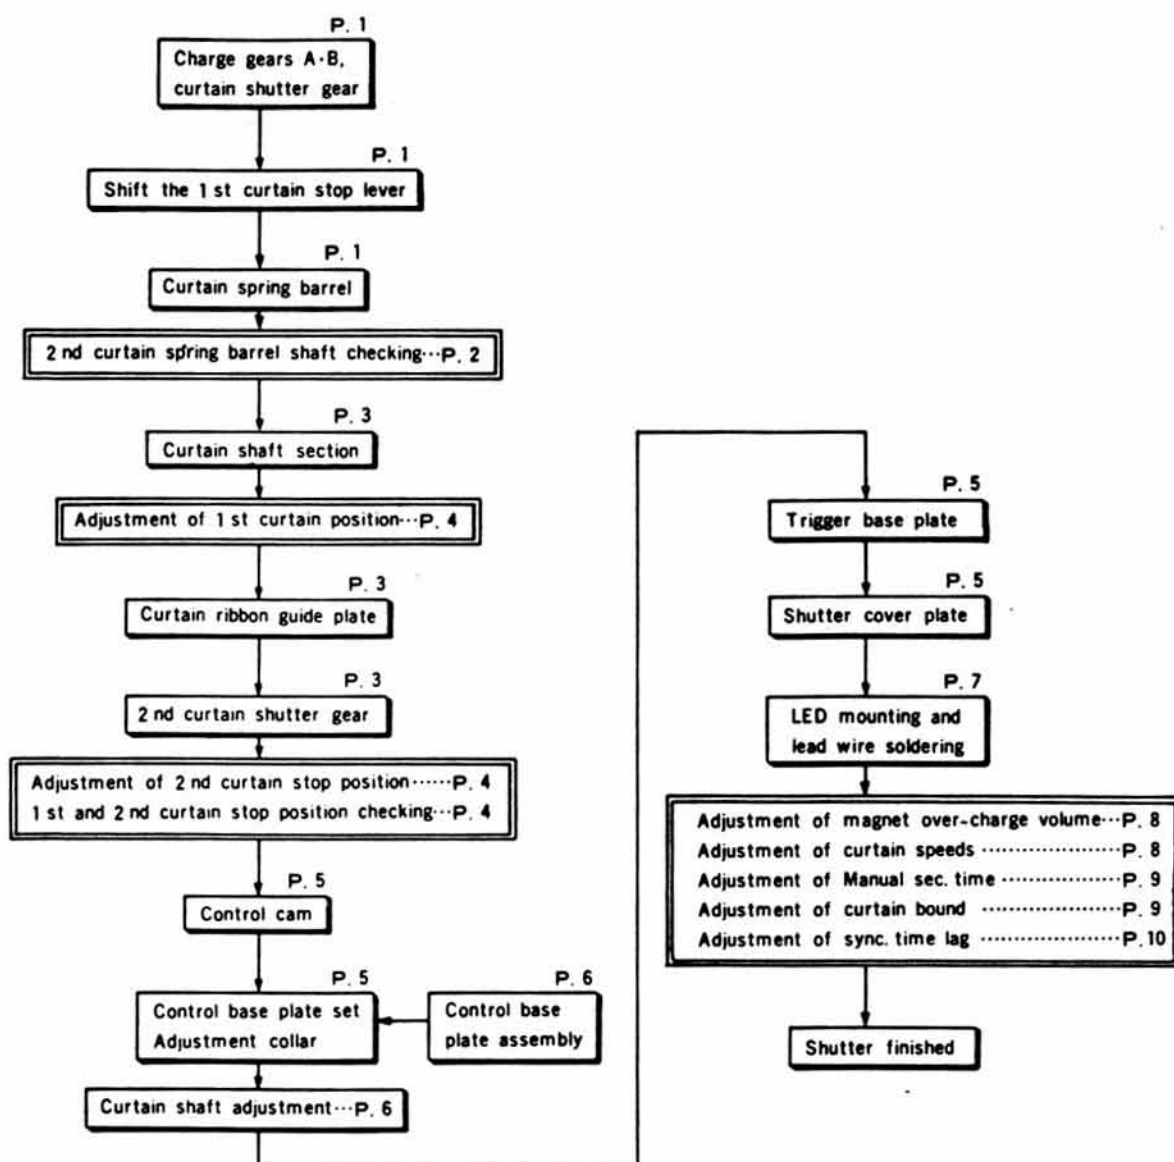 P. 1
Charge gears A·B,
curtain shutter gear
P. 1
Shift the 1st curtain stop lever
P. 1
Curtain spring barrel
2nd curtain spring barrel shaft checking···P. 2
P. 3
Curtain shaft section
Adjustment of 1st curtain position···P. 4
P. 3
Curtain ribbon guide plate
P. 3
2nd curtain shutter gear
Adjustment of 2nd curtain stop position······P. 4
1st and 2nd curtain stop position checking···P. 4
P. 5
Control cam
P. 5
Control base plate set
Adjustment collar
P. 6
Control base
plate assembly
Curtain shaft adjustment···P. 6
P. 5
Trigger base plate
P. 5
Shutter cover plate
P. 7
LED mounting and
lead wire soldering
Adjustment of magnet over-charge volume···P. 8
Adjustment of curtain speeds ··················P. 8
Adjustment of Manual sec. time ···············P. 9
Adjustment of curtain bound ··················P. 9
Adjustment of sync. time lag ··················P. 10
Shutter finished